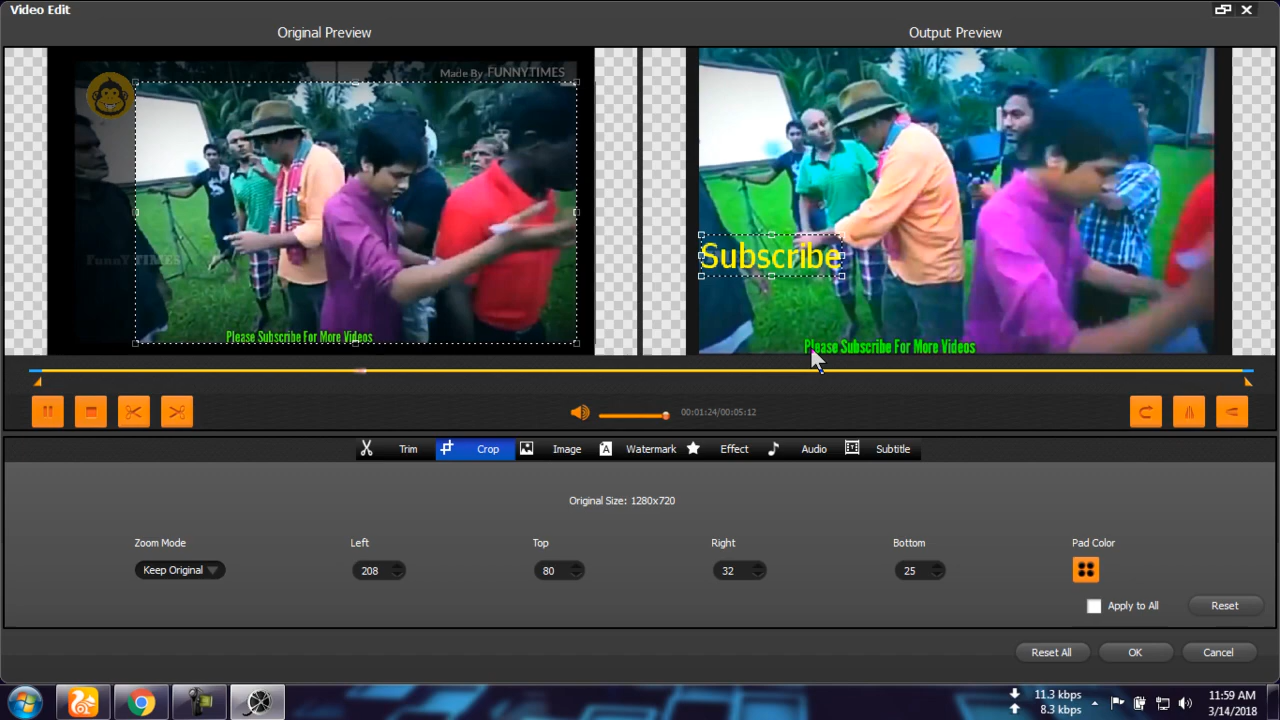 Video Edit
Original Preview
Output Preview
Made By FUNNYTIMES
FunnY TIMES
Please Subscribe For More Videos
Subscribe
Please Subscribe For More Videos
00:01:24/00:05:12
Trim
Crop
Image
A
Watermark
Effect
Audio
Subtitle
Original Size: 1280x720
Zoom Mode
Left
Top
Right
Bottom
Pad Color
Keep Original
208
80
32
25
Apply to All
Reset
Reset All
OK
Cancel
11.3 kbps
8.3 kbps
11:59 AM
3/14/2018